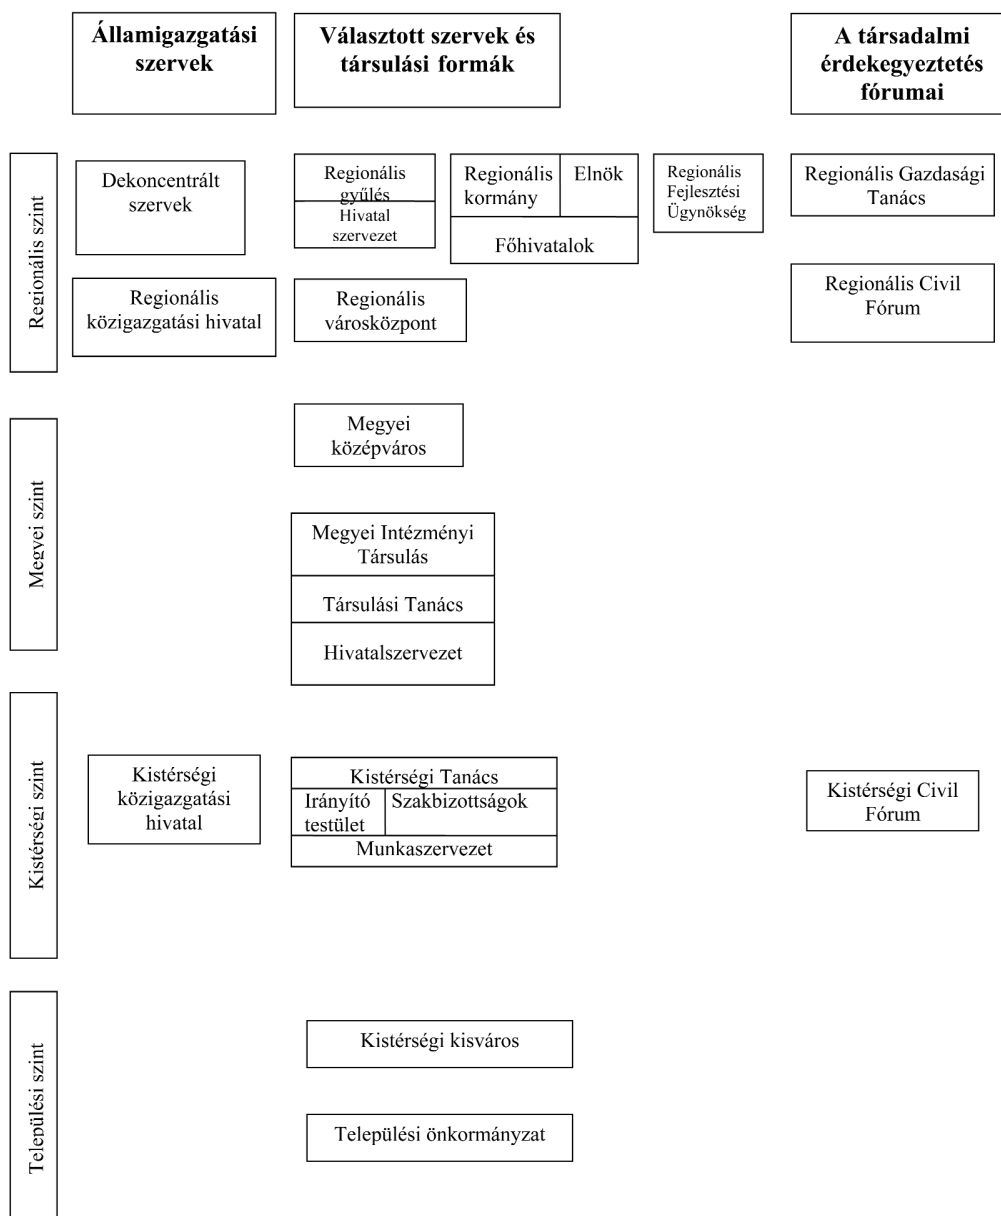 Államigazgatási
szervek
Választott szervek és
társulási formák
A társadalmi
érdekegyeztetés
fórumai
Regionális szint
Dekoncentrált
szervek
Regionális
gyűlés
Hivatal
szervezet
Regionális
kormány
Elnök
Főhivatalok
Regionális
Fejlesztési
Ügynökség
Regionális Gazdasági
Tanács
Regionális
közigazgatási hivatal
Regionális
városközpont
Regionális Civil
Fórum
Megyei szint
Megyei
középváros
Megyei Intézményi
Társulás
Társulási Tanács
Hivatalszervezet
Kistérségi szint
Kistérségi
közigazgatási
hivatal
Kistérségi Tanács
Irányító
testület
Szakbizottságok
Munkaszervezet
Kistérségi Civil
Fórum
Települési szint
Kistérségi kisváros
Települési önkormányzat